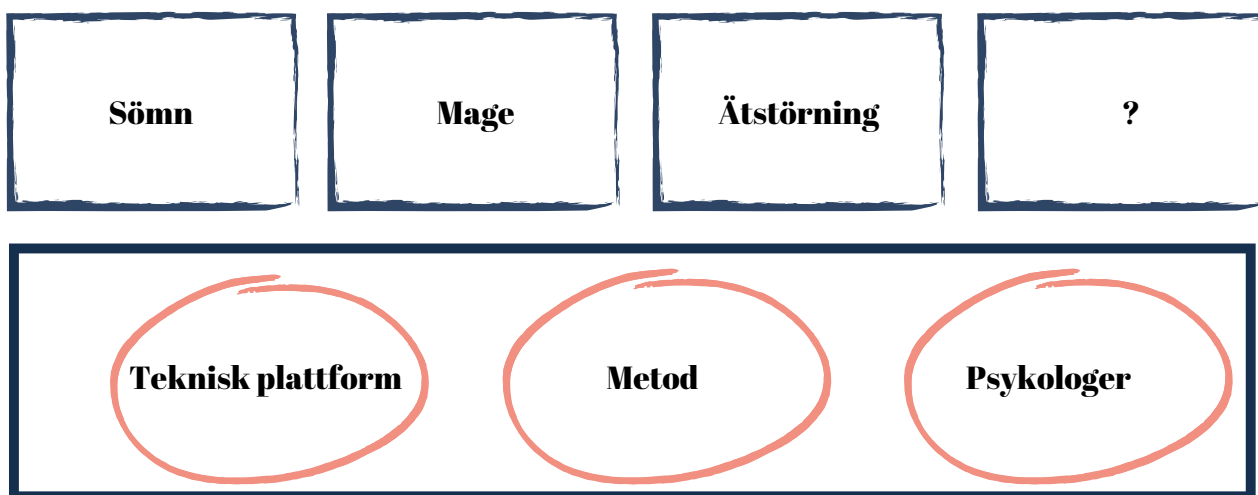 Sömn
Mage
Ätstörning
?
Teknisk plattform
Metod
Psykologer